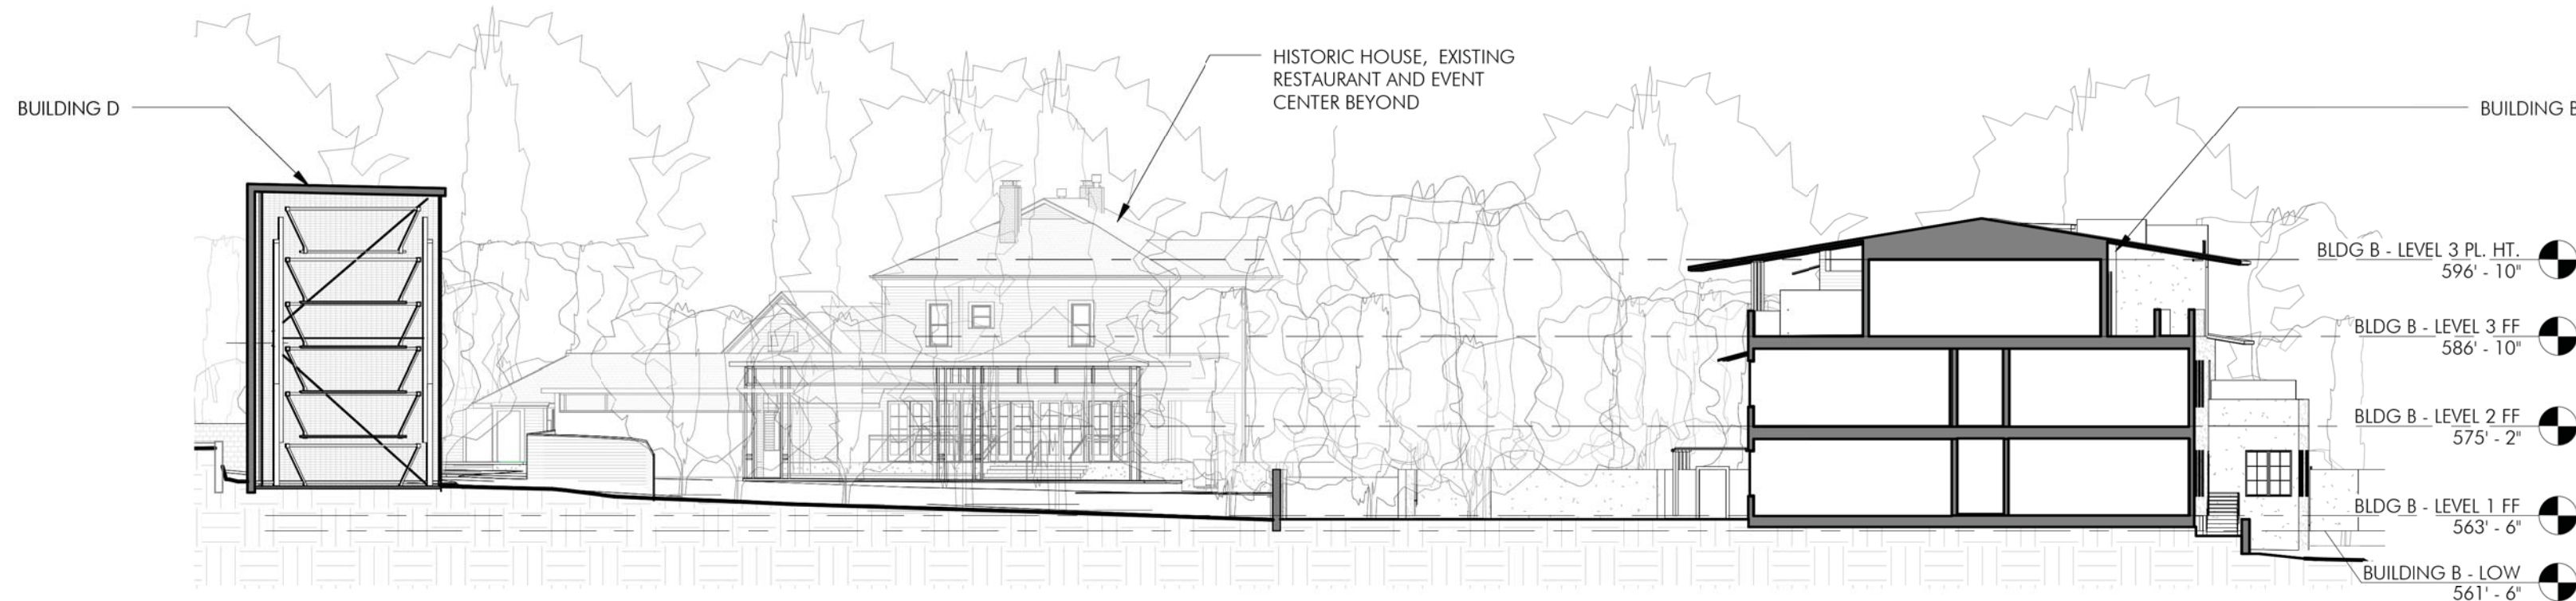 BUILDING D
HISTORIC HOUSE, EXISTING
RESTAURANT AND EVENT
CENTER BEYOND
BUILDING
BLDG B - LEVEL 3 PL. HT.
596' - 10"
BLDG B - LEVEL 3 FF
586' - 10"
BLDG B - LEVEL 2 FF
575' - 2"
BLDG B - LEVEL 1 FF
563' - 6"
BUILDING B - LOW
561' - 6"